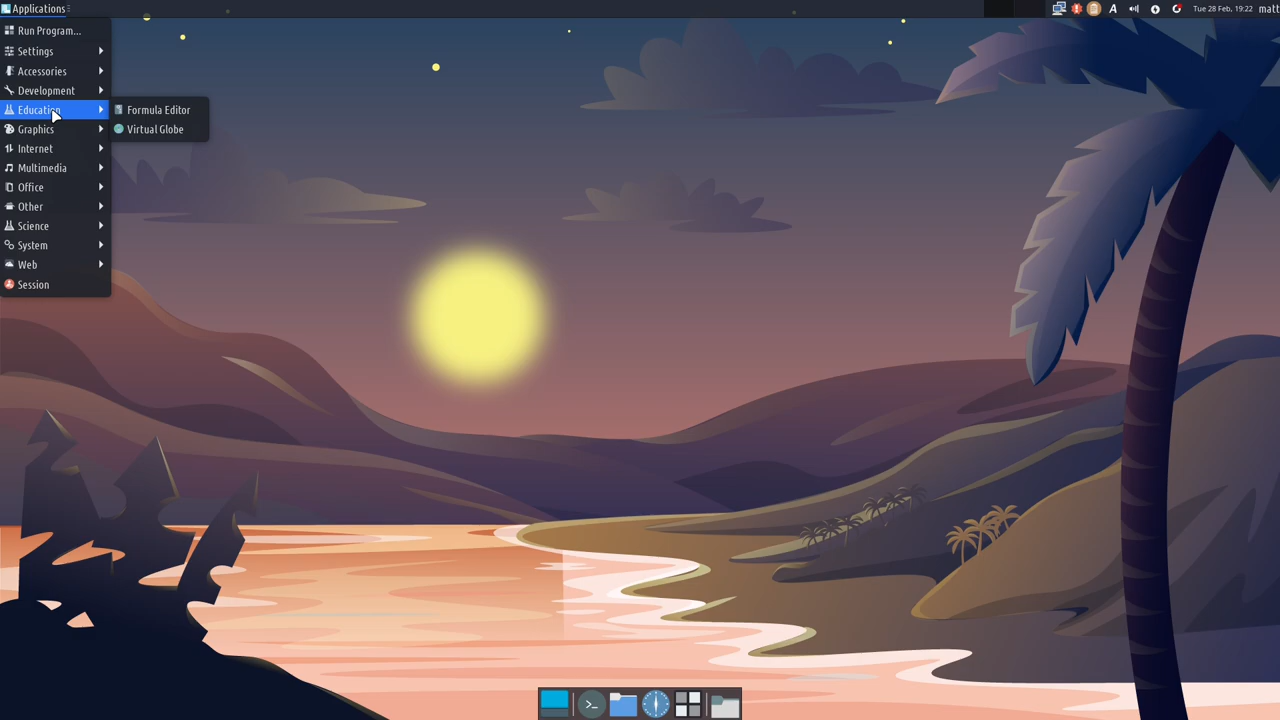 Applications
Tue 28 Feb, 19:22 matt
Run Program...
Settings
Accessories
Development
Education
Formula Editor
Virtual Globe
Graphics
Internet
Multimedia
Office
Other
Science
System
Web
Session